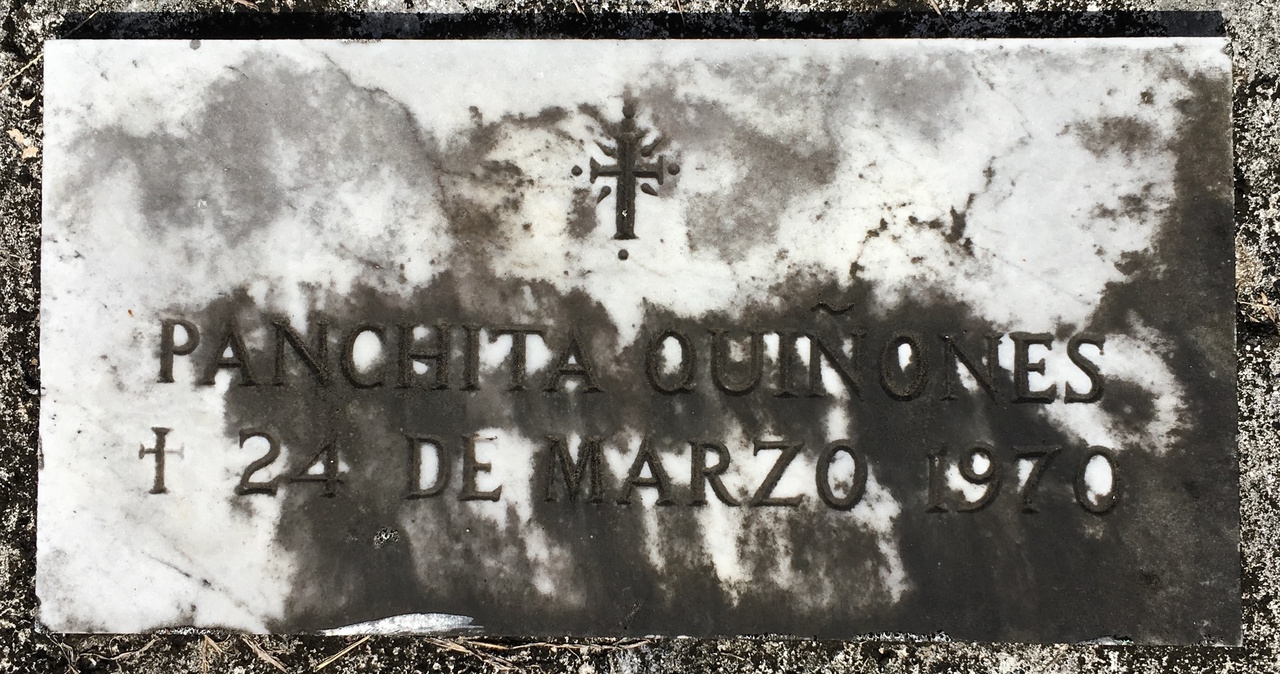 PANCHITA QUIÑONES
† 24 DE MARZO 1970